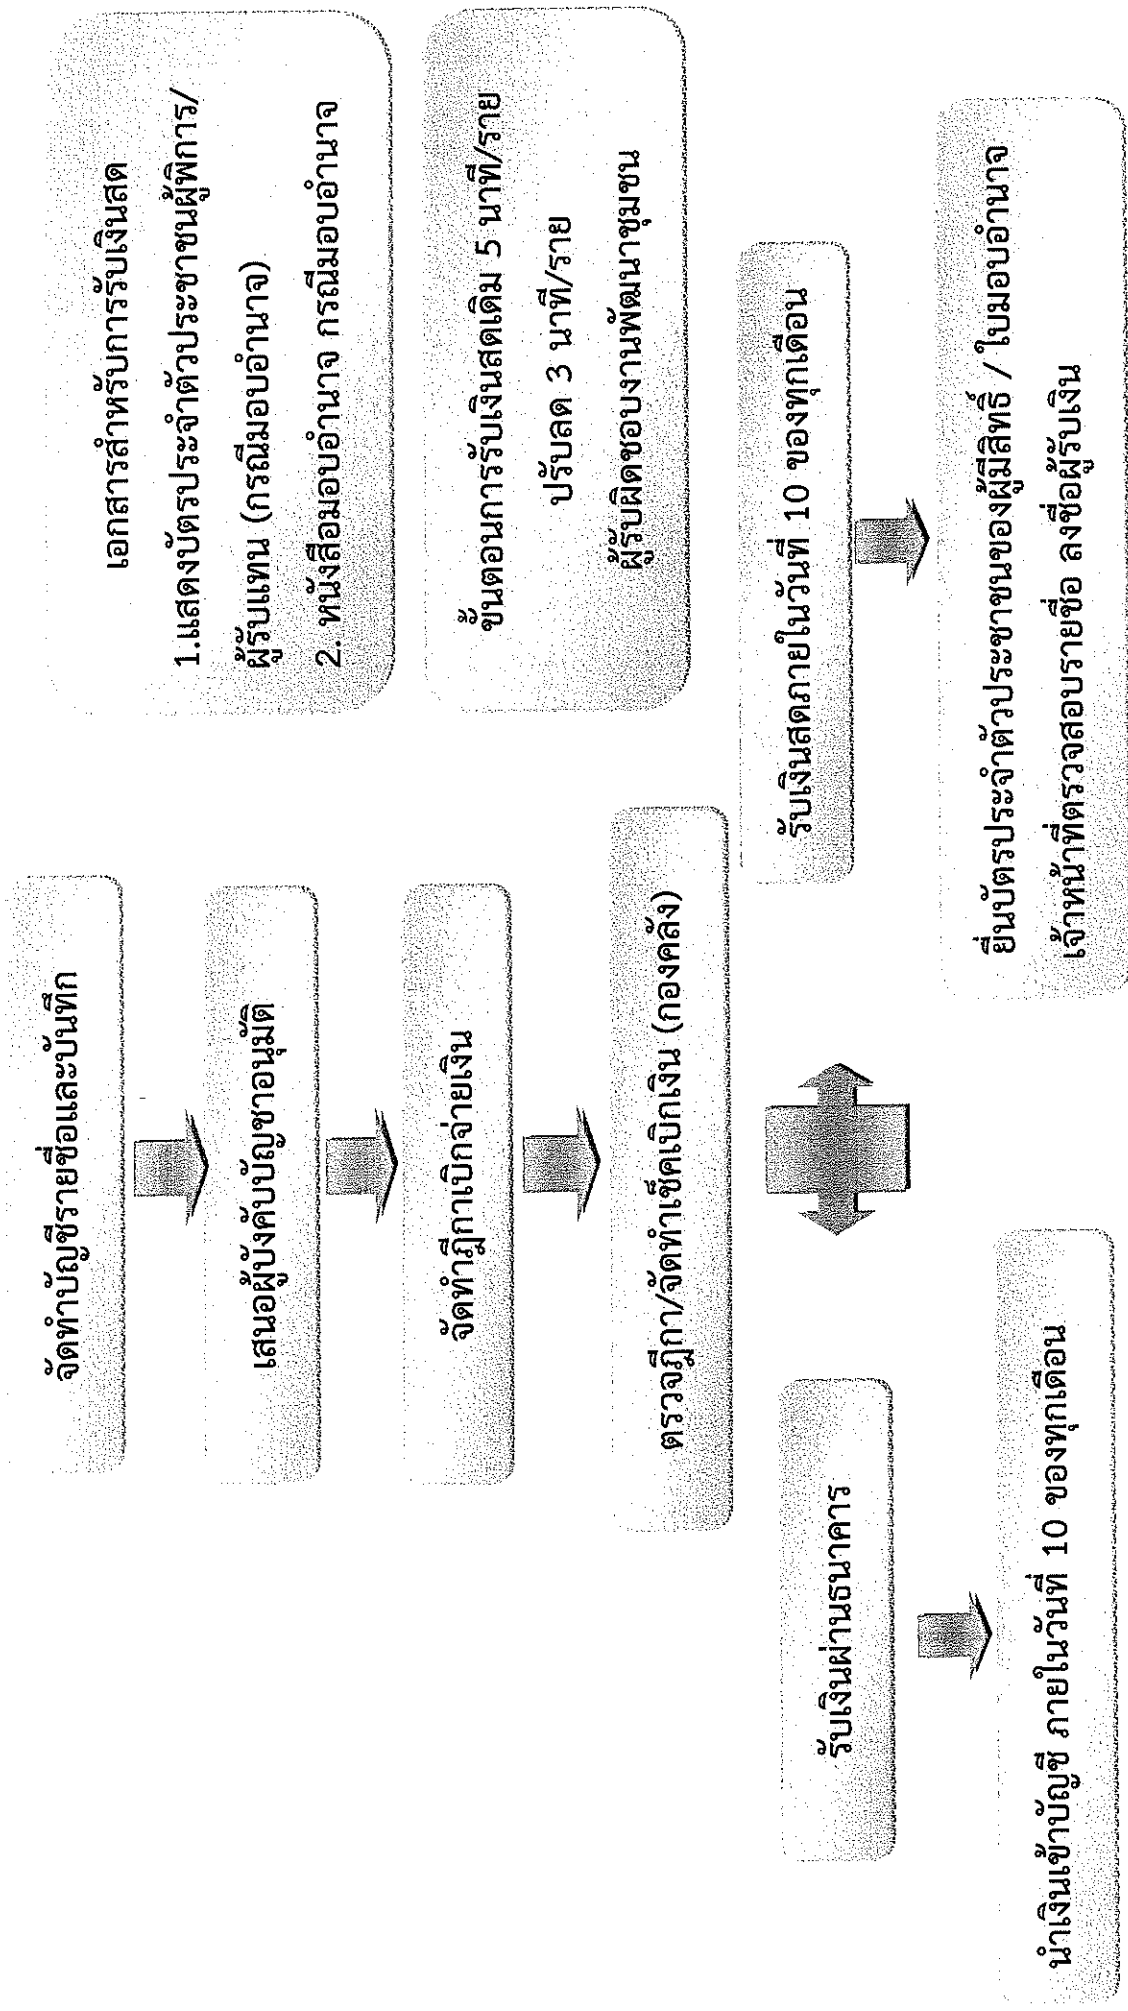 จัดทำบัญชีรายชื่อและบันทึก
เสนอผู้บังคับบัญชาอนุมัติ
จัดทำฎีกาเบิกจ่ายเงิน
ตรวจฎีกา/จัดทำเช็คเบิกเงิน (กองคลัง)
รับเงินผ่านธนาคาร
นำเงินเข้าบัญชี ภายในวันที่ 10 ของทุกเดือน
เอกสารสำหรับการรับเงินสด
1.แสดงบัตรประจำตัวประชาชนผู้พิการ/
ผู้รับแทน (กรณีมอบอำนาจ)
2. หนังสือมอบอำนาจ กรณีมอบอำนาจ
ขั้นตอนการรับเงินสดเดิม 5 นาที/ราย
ปรับลด 3 นาที/ราย
ผู้รับผิดชอบงานพัฒนาชุมชน
รับเงินสดภายในวันที่ 10 ของทุกเดือน
ยื่นบัตรประจำตัวประชาชนของผู้มีสิทธิ์ / ใบมอบอำนาจ
เจ้าหน้าที่ตรวจสอบรายชื่อ ลงชื่อผู้รับเงิน